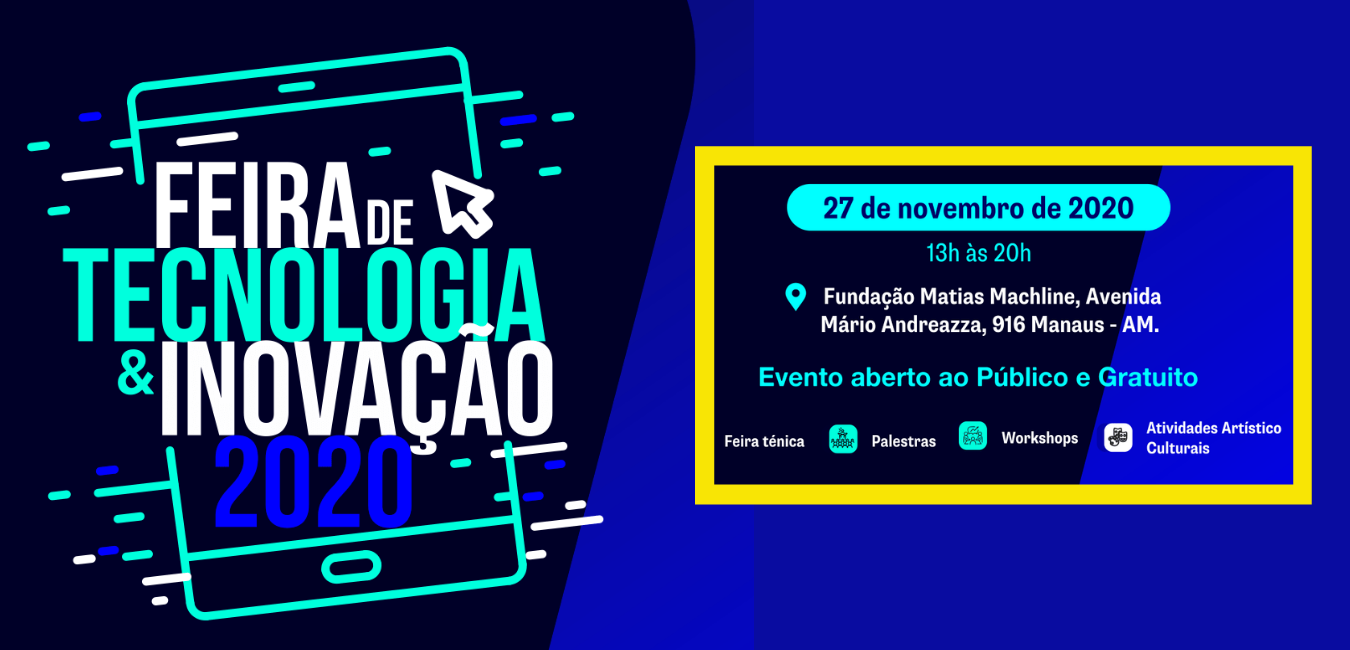 FEIRA DE
TECNOLOGIA
& INOVAÇÃO
2020
27 de novembro de 2020
13h às 20h
Fundação Matias Machline, Avenida
Mário Andreazza, 916 Manaus - AM.
Evento aberto ao Público e Gratuito
Feira ténica
Palestras
Workshops
Atividades Artístico
Culturais